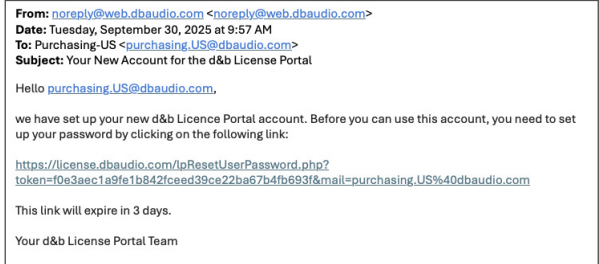 From: noreply@web.dbaudio.com <noreply@web.dbaudio.com>
Date: Tuesday, September 30, 2025 at 9:57 AM
To: Purchasing-US <purchasing.US@dbaudio.com>
Subject: Your New Account for the d&b License Portal
Hello purchasing.US@dbaudio.com,
we have set up your new d&b Licence Portal account. Before you can use this account, you need to set
up your password by clicking on the following link:
https://license.dbaudio.com/lpResetUserPassword.php?
token=f0e3aec1a9fe1b842fceed39ce22ba67b4fb693f&mail=purchasing.US%40dbaudio.com
This link will expire in 3 days.
Your d&b License Portal Team